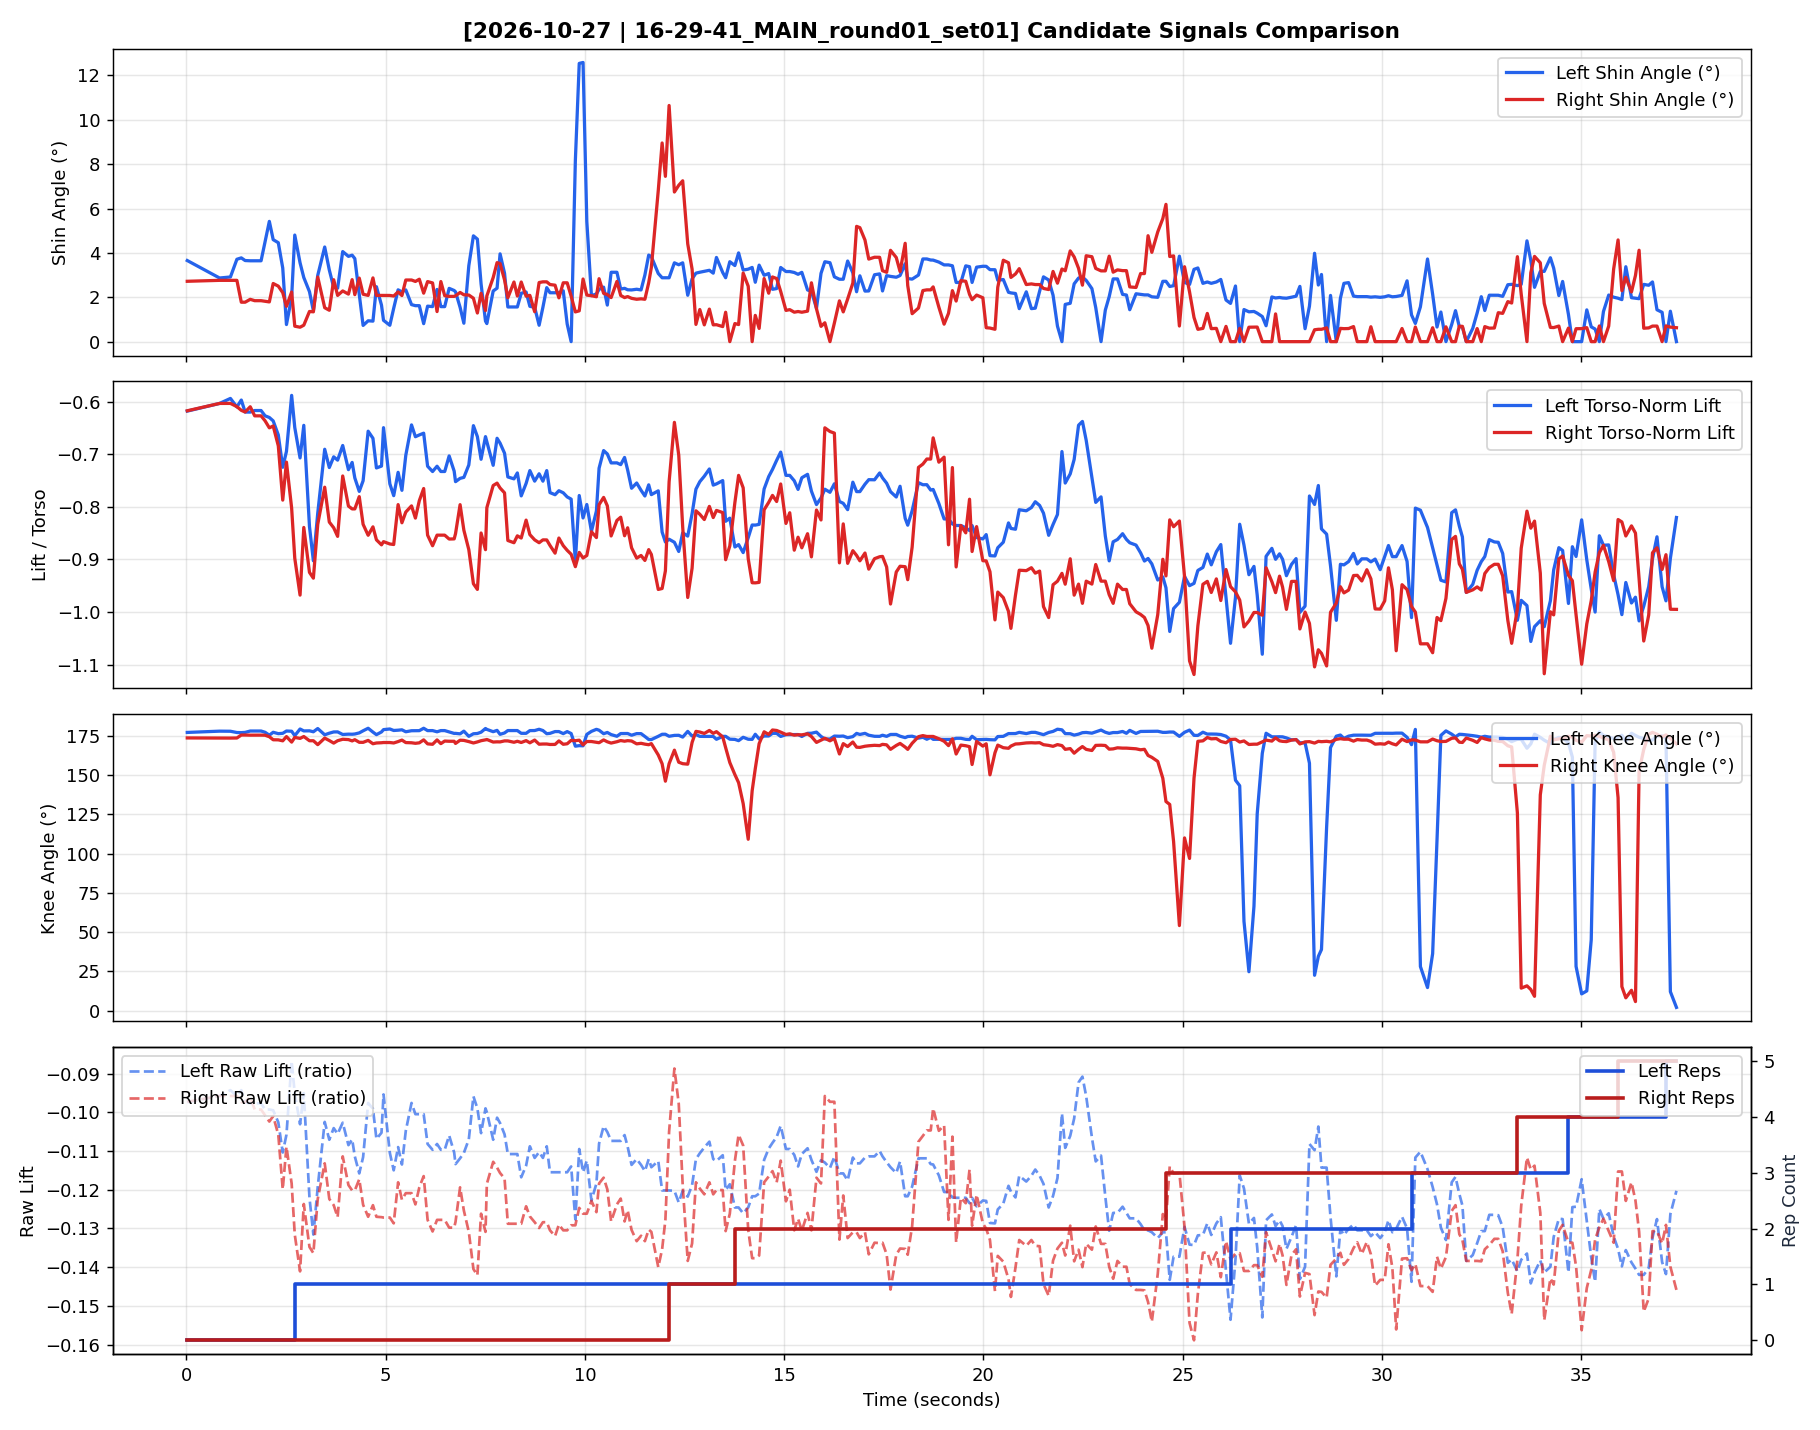 [2026-10-27 | 16-29-41_MAIN_round01_set01] Candidate Signals Comparison
Shin Angle (°)
12
10
8
6
4
2
0
Left Shin Angle (°)
Right Shin Angle (°)
Lift / Torso
−0.6
−0.7
−0.8
−0.9
−1.0
−1.1
Left Torso-Norm Lift
Right Torso-Norm Lift
Knee Angle (°)
175
150
125
100
75
50
25
0
Left Knee Angle (°)
Right Knee Angle (°)
Raw Lift
−0.09
−0.10
−0.11
−0.12
−0.13
−0.14
−0.15
−0.16
Left Raw Lift (ratio)
Right Raw Lift (ratio)
Left Reps
Right Reps
5
4
3
2
1
0
Rep Count
0 5 10 15 20 25 30 35
Time (seconds)